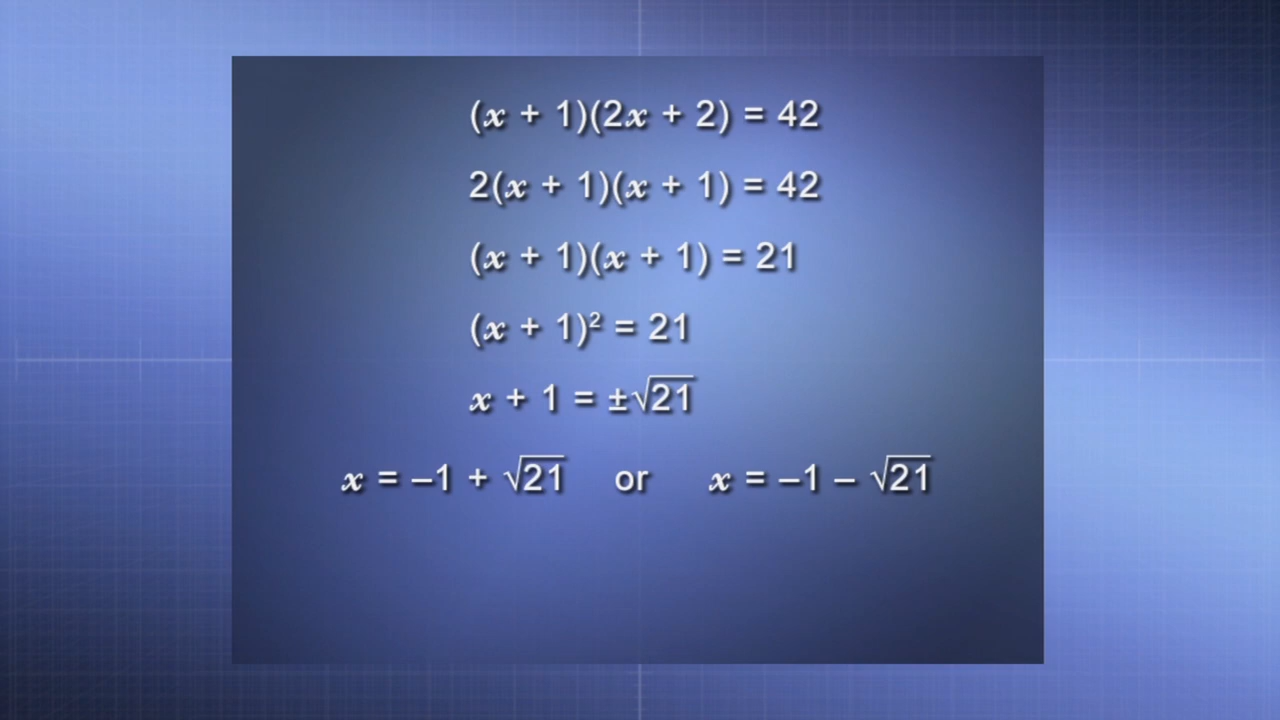 (x + 1)(2x + 2) = 42
2(x + 1)(x + 1) = 42
(x + 1)(x + 1) = 21
(x + 1)² = 21
x + 1 = ±√21
x = –1 + √21 or x = –1 – √21